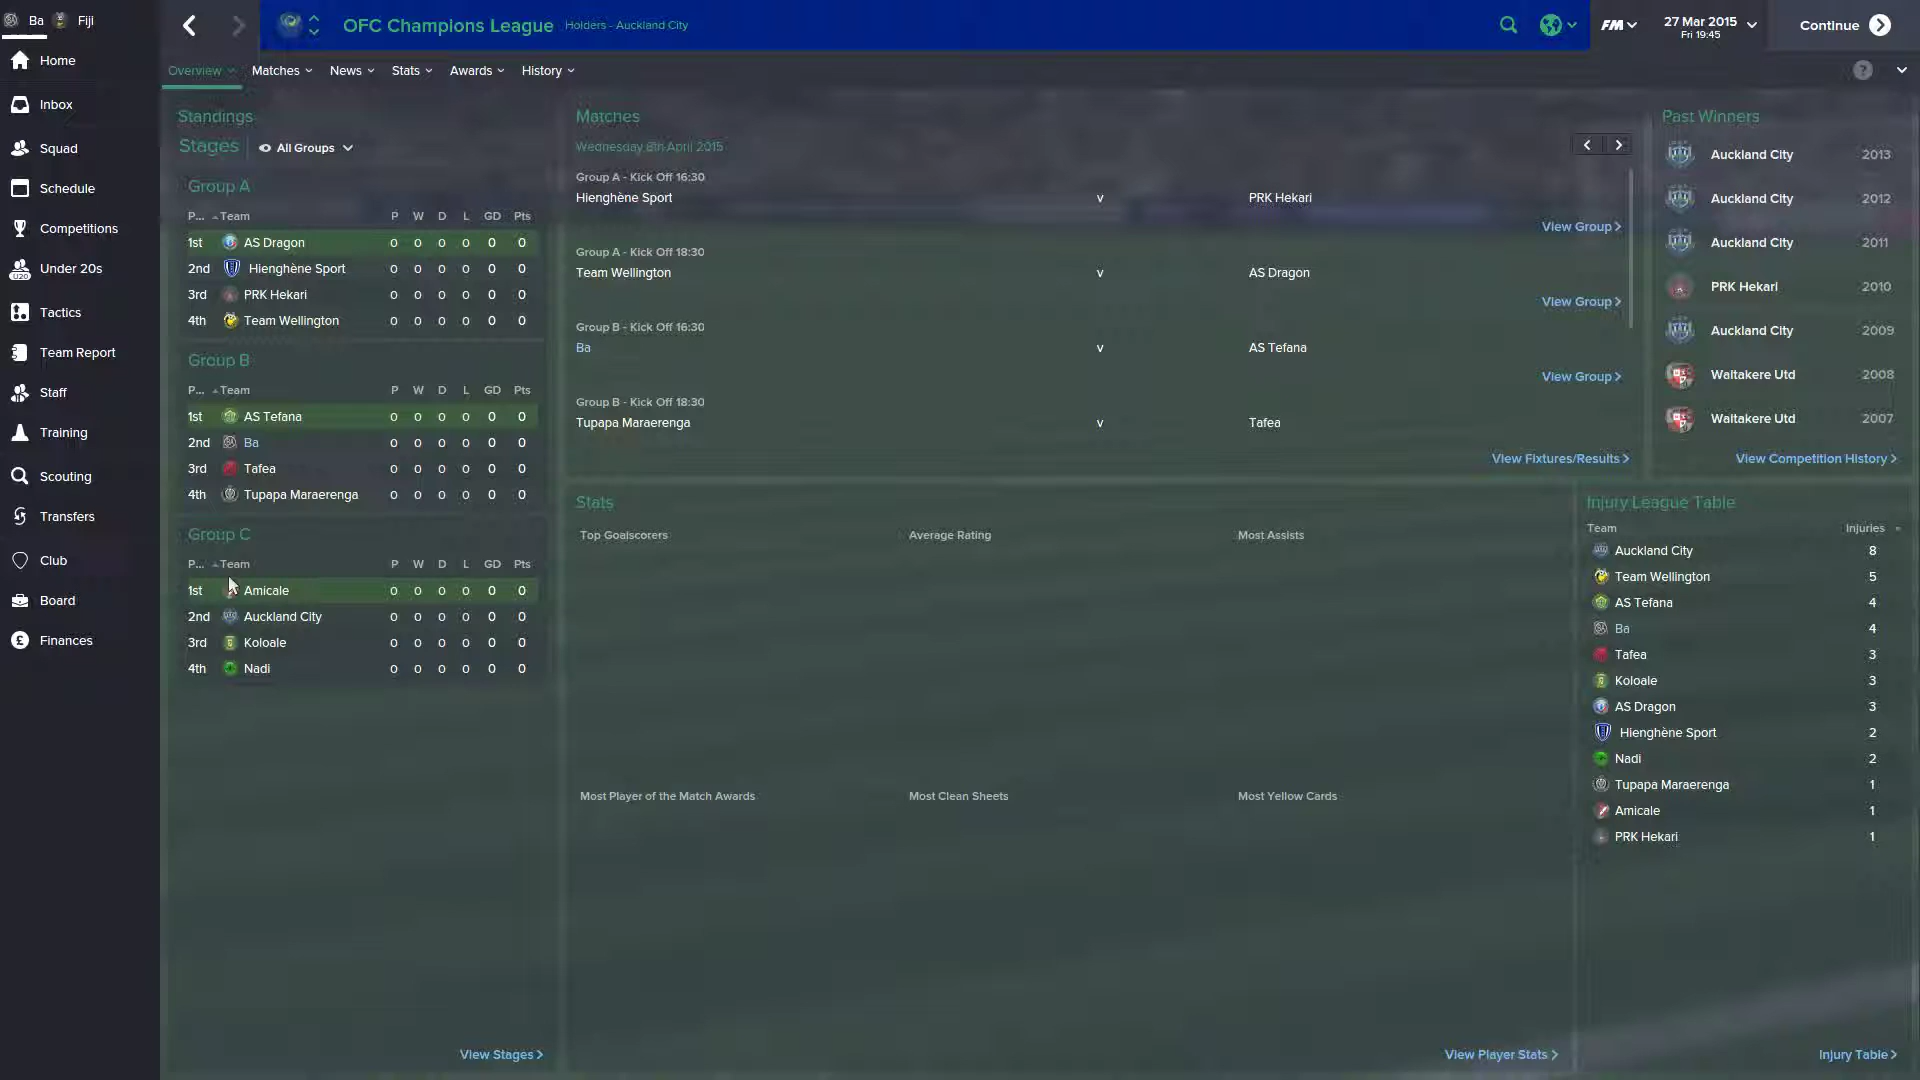 Ba Fiji
OFC Champions League Holders - Auckland City
FM
27 Mar 2015
Fri 19:45
Continue
Home
Inbox
Squad
Schedule
Competitions
Under 20s
Tactics
Team Report
Staff
Training
Scouting
Transfers
Club
Board
Finances
Overview Matches News Stats Awards History
?
Standings
Stages All Groups
Group A
P... Team P W D L GD Pts
1st AS Dragon 0 0 0 0 0 0
2nd Hienghène Sport 0 0 0 0 0 0
3rd PRK Hekari 0 0 0 0 0 0
4th Team Wellington 0 0 0 0 0 0
Group B
P... Team P W D L GD Pts
1st AS Tefana 0 0 0 0 0 0
2nd Ba 0 0 0 0 0 0
3rd Tafea 0 0 0 0 0 0
4th Tupapa Maraerenga 0 0 0 0 0 0
Group C
P... Team P W D L GD Pts
1st Amicale 0 0 0 0 0 0
2nd Auckland City 0 0 0 0 0 0
3rd Koloale 0 0 0 0 0 0
4th Nadi 0 0 0 0 0 0
View Stages
Matches
Wednesday 8th April 2015
Group A - Kick Off 16:30
Hienghène Sport v PRK Hekari
View Group
Group A - Kick Off 18:30
Team Wellington v AS Dragon
View Group
Group B - Kick Off 16:30
Ba v AS Tefana
View Group
Group B - Kick Off 18:30
Tupapa Maraerenga v Tafea
View Fixtures/Results
Past Winners
Auckland City 2013
Auckland City 2012
Auckland City 2011
PRK Hekari 2010
Auckland City 2009
Waitakere Utd 2008
Waitakere Utd 2007
View Competition History
Stats
Top Goalscorers Average Rating Most Assists
Most Player of the Match Awards Most Clean Sheets Most Yellow Cards
View Player Stats
Injury League Table
Team Injuries
Auckland City 8
Team Wellington 5
AS Tefana 4
Ba 4
Tafea 3
Koloale 3
AS Dragon 3
Hienghène Sport 2
Nadi 2
Tupapa Maraerenga 1
Amicale 1
PRK Hekari 1
Injury Table